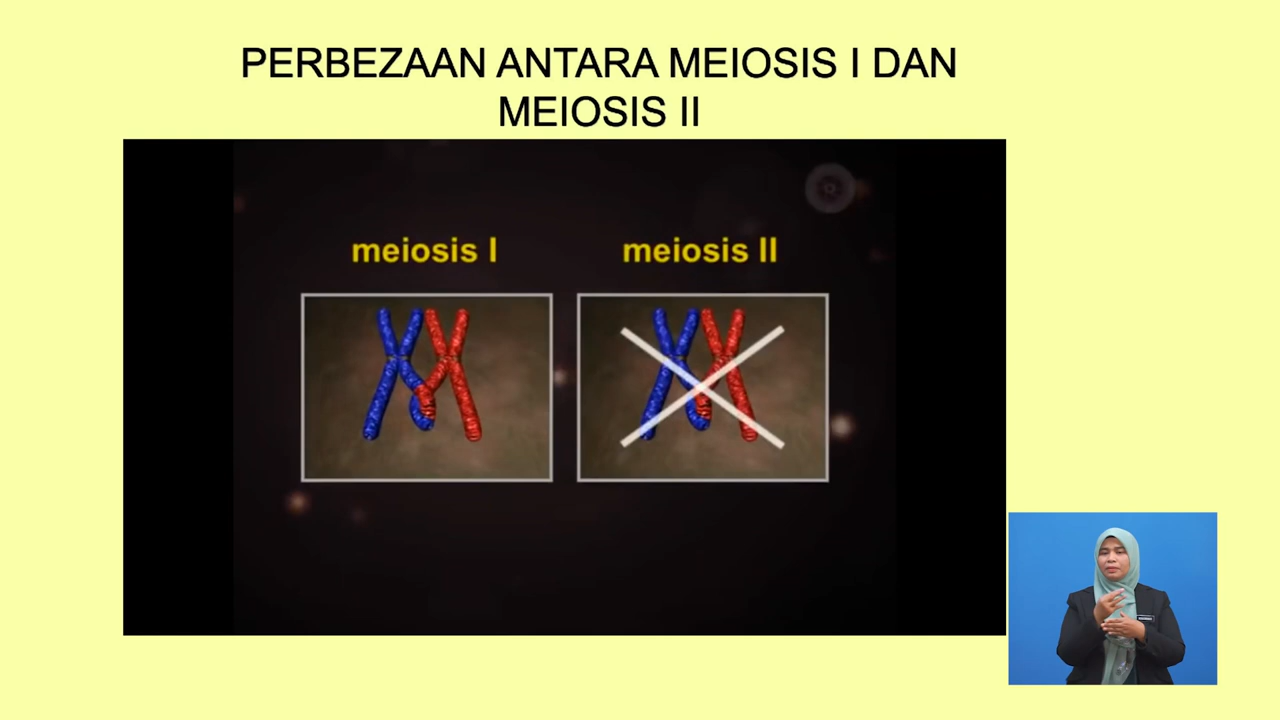 PERBEZAAN ANTARA MEIOSIS I DAN
MEIOSIS II
meiosis I
meiosis II